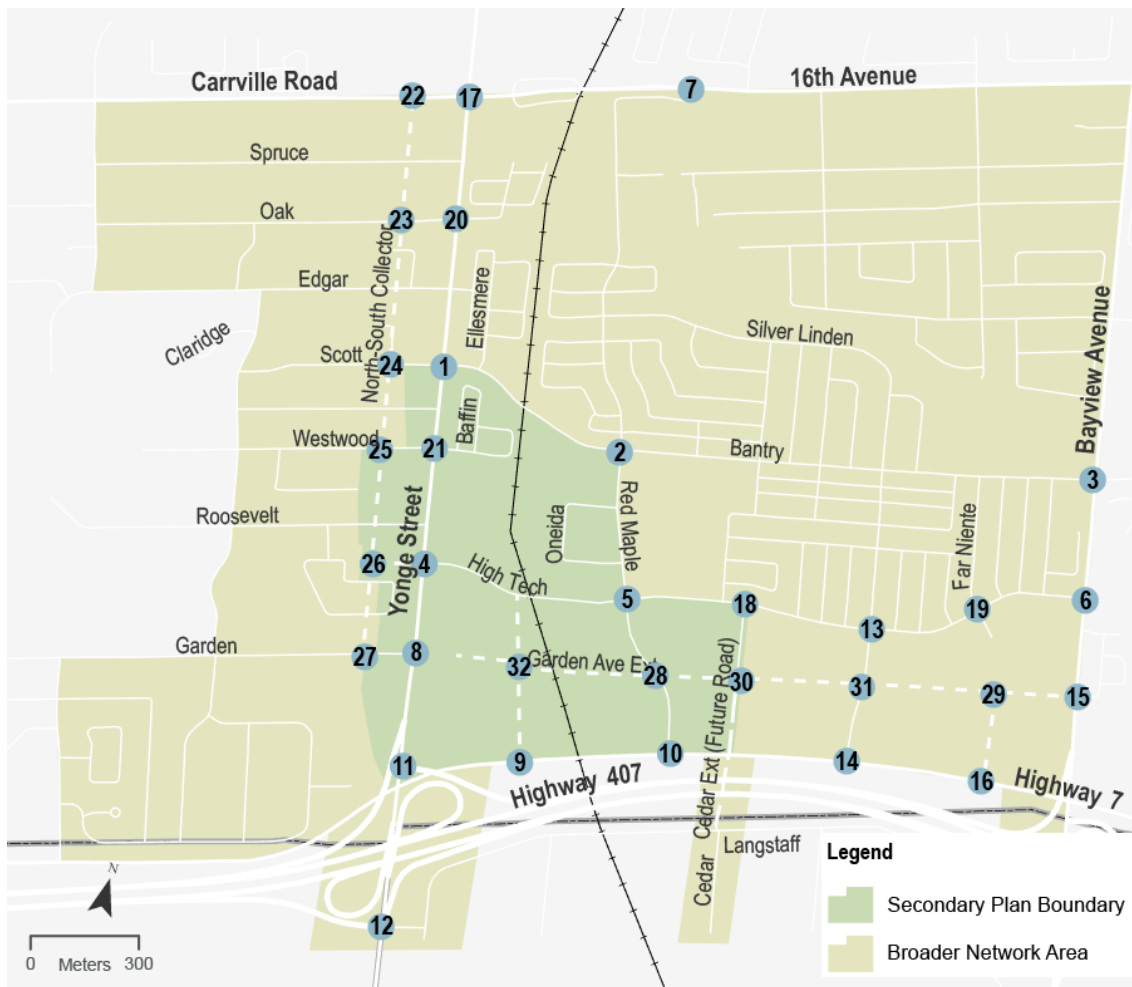 Carrville Road
16th Avenue
22
17
7
Spruce
Oak
23
20
Edgar
North-South Collector
Ellesmere
Claridge
Scott
24
1
Silver Linden
Bayview Avenue
Baffin
Westwood
25
21
2
Bantry
3
Red Maple
Roosevelt
Oneida
Far Niente
Yonge Street
26
4
High Tech
5
18
19
6
13
Garden
27
8
32
Garden Ave Ext
28
30
31
29
15
Cedar Ext (Future Road)
11
9
10
14
16
Highway 407
Highway 7
Cedar
Langstaff
12
N
0 Meters 300
Legend
Secondary Plan Boundary
Broader Network Area